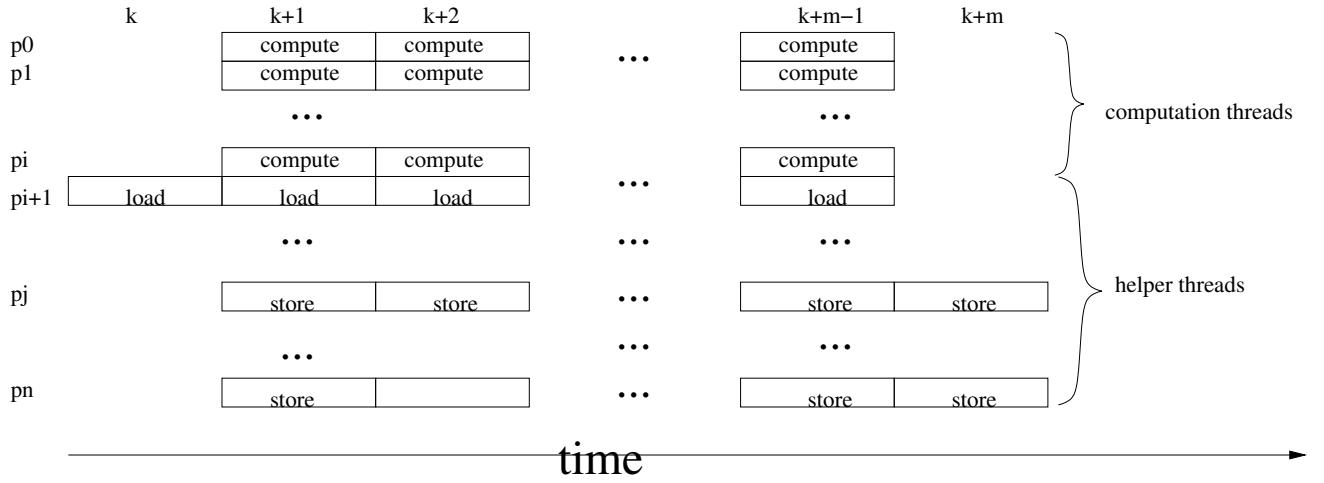 k k+1 k+2 k+m−1 k+m
p0 compute compute ... compute
p1 compute compute compute
... ... computation threads
pi compute compute ... compute
pi+1 load load load load
... ... ...
pj store store ... store store helper threads
... ... ...
pn store ... store store
time